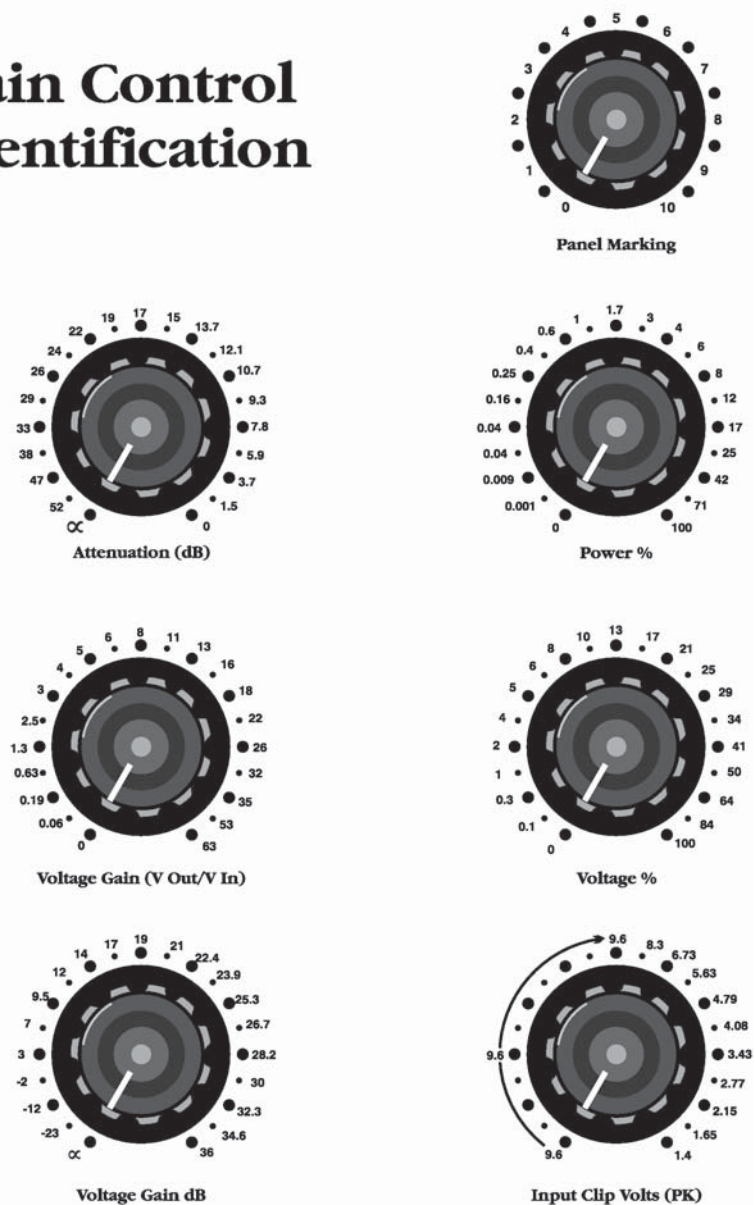 ain Control
entification
0 1 2 3 4 5 6 7 8 9 10
Panel Marking
∝ 52 47 38 33 29 26 24 22 19 17 15 13.7 12.1 10.7 9.3 7.8 5.9 3.7 1.5 0
Attenuation (dB)
0 0.001 0.009 0.04 0.04 0.16 0.25 0.4 0.6 1 1.7 3 4 6 8 12 17 25 42 71 100
Power %
0 0.06 0.19 0.63 1.3 2.5 3 4 5 6 8 11 13 16 18 22 26 32 35 53 63
Voltage Gain (V Out/V In)
0 0.1 0.3 1 2 4 5 6 8 10 13 17 21 25 29 34 41 50 64 84 100
Voltage %
∝ -23 -12 -2 3 7 9.5 12 14 17 19 21 22.4 23.9 25.3 26.7 28.2 30 32.3 34.6 36
Voltage Gain dB
9.6 9.6 9.6 8.3 6.73 5.63 4.79 4.08 3.43 2.77 2.15 1.65 1.4
Input Clip Volts (PK)